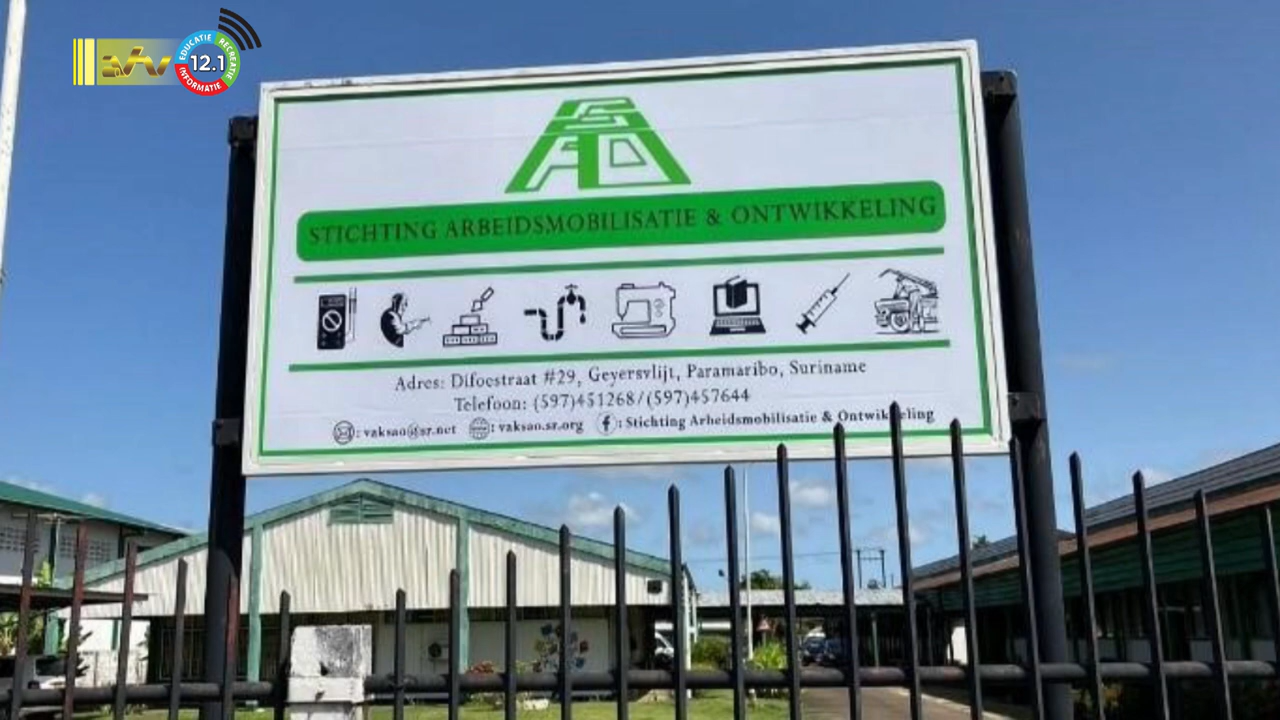 EDUCATIE
RECREATIE
INFORMATIE
12.1
STICHTING ARBEIDSMOBILISATIE & ONTWIKKELING
Adres: Difoestraat #29, Geyersvlijt, Paramaribo, Suriname
Telefoon: (597)451268/(597)457644
: vaksao@sr.net : vaksao.sr.org f : Stichting Arbeidsmobilisatie & Ontwikkeling